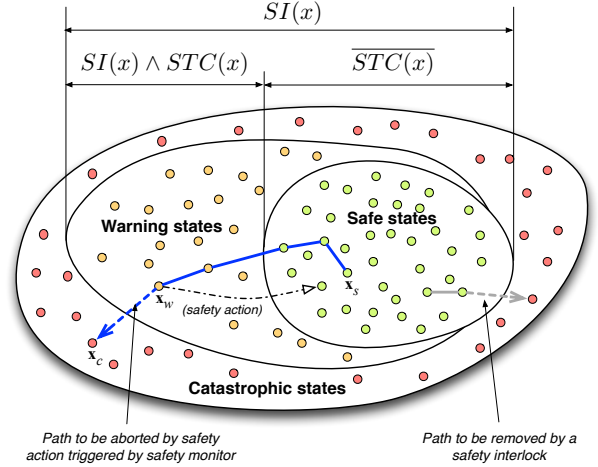 SI(x)
SI(x) ∧ STC(x)
\overline{STC(x)}
Warning states
Safe states
x_s
x_w
(safety action)
x_c
Catastrophic states
Path to be aborted by safety
action triggered by safety monitor
Path to be removed by a
safety interlock